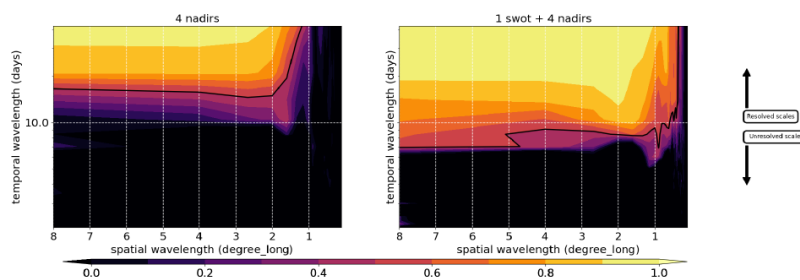 4 nadirs
1 swot + 4 nadirs
temporal wavelength (days)
10.0
8 7 6 5 4 3 2 1
spatial wavelength (degree_long)
temporal wavelength (days)
10.0
8 7 6 5 4 3 2 1
spatial wavelength (degree_long)
Resolved scales
Unresolved scales
0.0 0.2 0.4 0.6 0.8 1.0